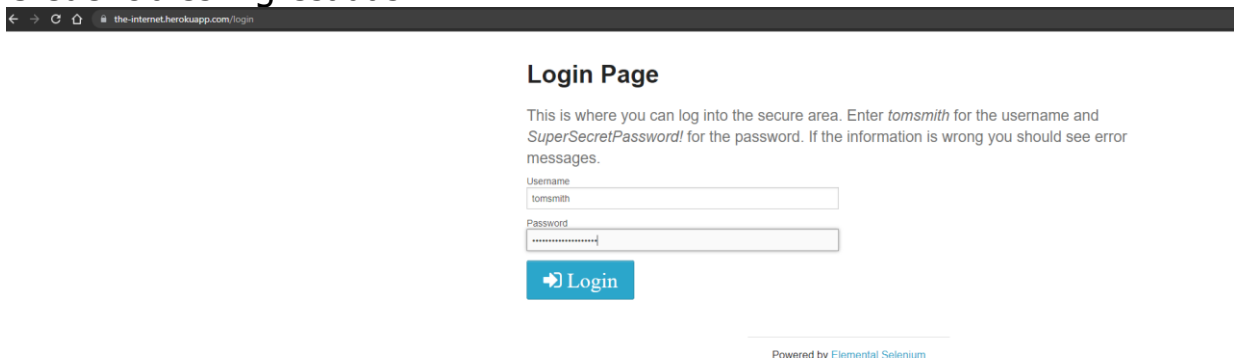 the-internet.herokuapp.com/login
Login Page
This is where you can log into the secure area. Enter tomsmith for the username and
SuperSecretPassword! for the password. If the information is wrong you should see error
messages.
Username
tomsmith
Password
Login
Powered by Elemental Selenium